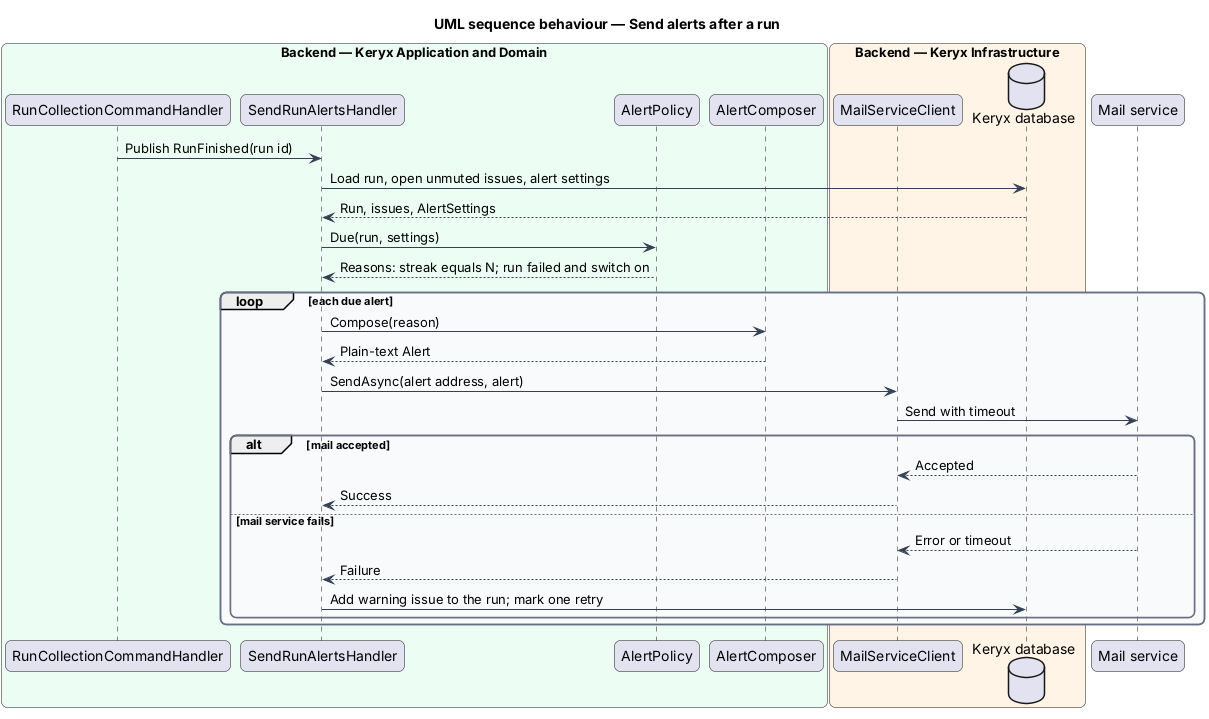 UML sequence behaviour — Send alerts after a run
Backend — Keryx Application and Domain
Backend — Keryx Infrastructure
RunCollectionCommandHandler
SendRunAlertsHandler
AlertPolicy
AlertComposer
MailServiceClient
Keryx database
Mail service
Publish RunFinished(run id)
Load run, open unmuted issues, alert settings
Run, issues, AlertSettings
Due(run, settings)
Reasons: streak equals N; run failed and switch on
loop
[each due alert]
Compose(reason)
Plain-text Alert
SendAsync(alert address, alert)
Send with timeout
alt
[mail accepted]
Accepted
Success
[mail service fails]
Error or timeout
Failure
Add warning issue to the run; mark one retry
RunCollectionCommandHandler
SendRunAlertsHandler
AlertPolicy
AlertComposer
MailServiceClient
Keryx database
Mail service